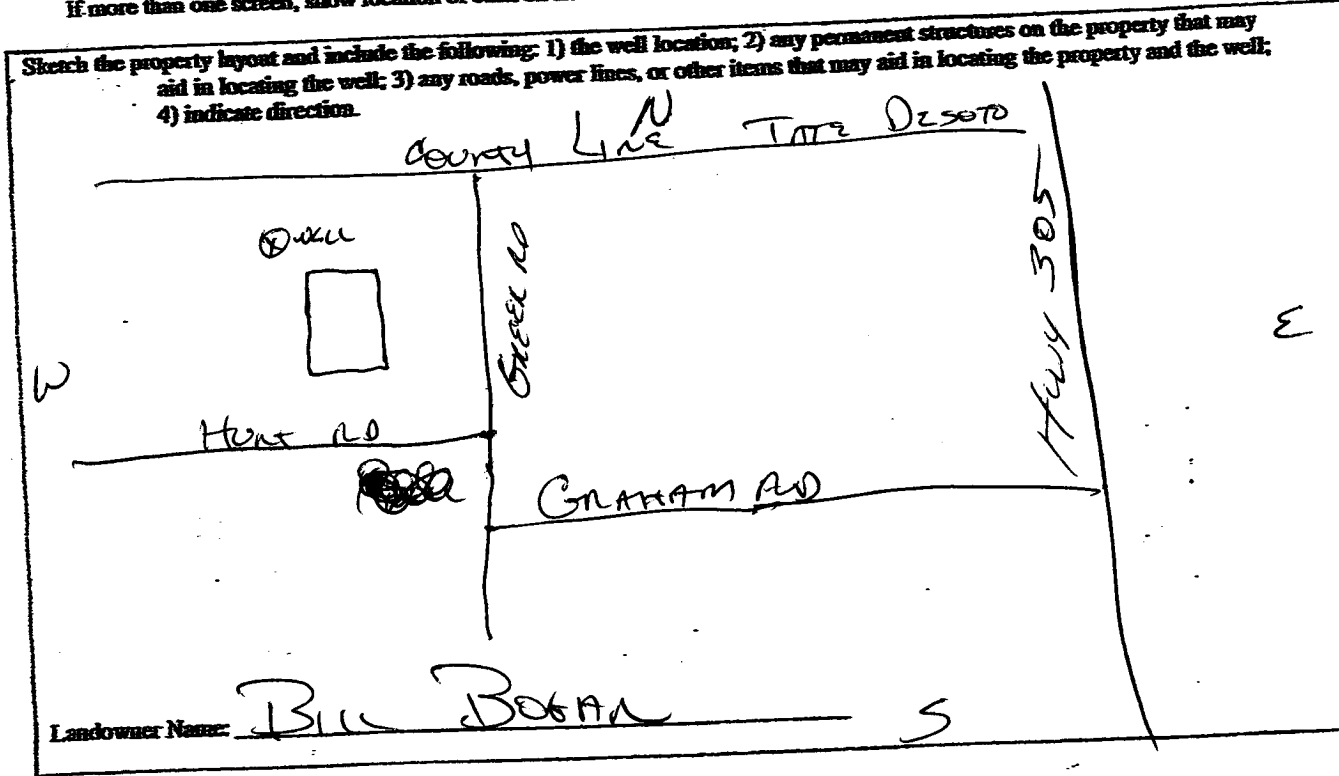 If more than one screen, show location of each on
Sketch the property layout and include the following: 1) the well location; 2) any permanent structures on the property that may
aid in locating the well; 3) any roads, power lines, or other items that may aid in locating the property and the well;
4) indicate direction.
N
County Line Tate Desoto
Well
Greer Rd
Hwy 305
W
E
Hunt Rd
Graham Rd
Landowner Name: Bill Bogan
S